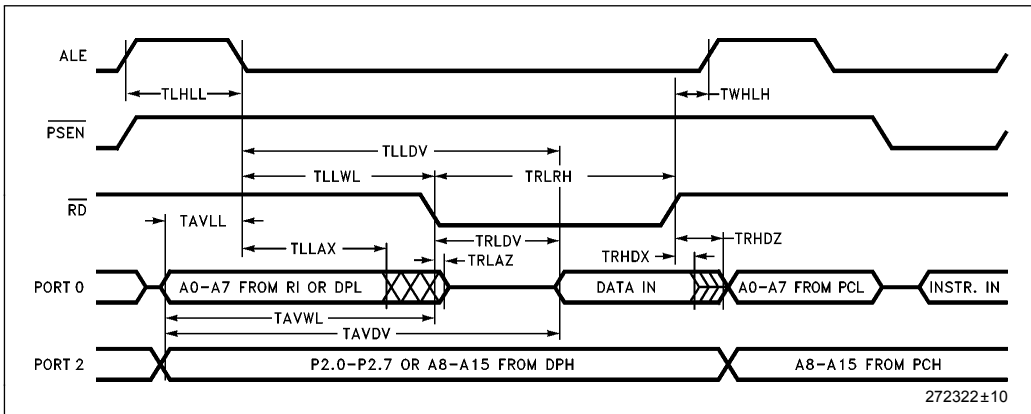 ALE
TLHLL
TWHLH
PSEN
TLLDV
TLLWL
TRLRH
RD
TAVLL
TRLDV
TRHDZ
TLLAX
TRLAZ
TRHDX
PORT 0
A0-A7 FROM RI OR DPL
DATA IN
A0-A7 FROM PCL
INSTR. IN
TAVWL
TAVDV
PORT 2
P2.0-P2.7 OR A8-A15 FROM DPH
A8-A15 FROM PCH
272322±10